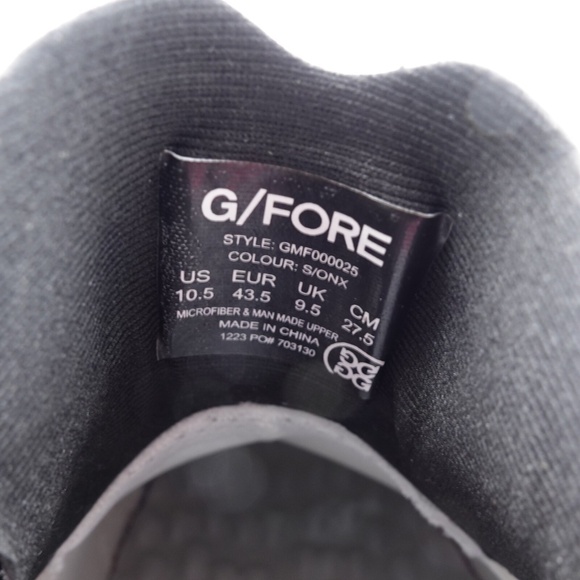 G/FORE
STYLE: GMF000025
COLOUR: S/ONX
US EUR UK CM
10.5 43.5 9.5 27.5
MICROFIBER & MAN MADE UPPER
MADE IN CHINA
1223 PO# 703130